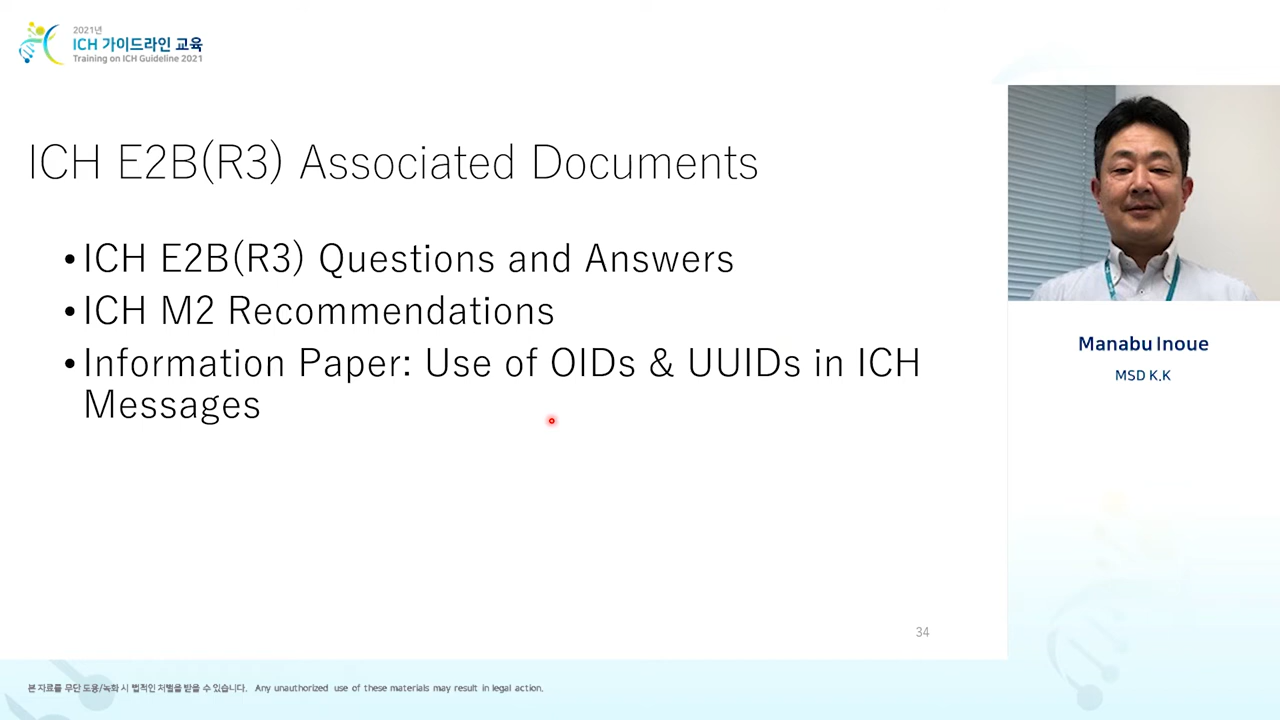 2021년
ICH 가이드라인 교육
Training on ICH Guideline 2021
ICH E2B(R3) Associated Documents
•ICH E2B(R3) Questions and Answers
•ICH M2 Recommendations
•Information Paper: Use of OIDs & UUIDs in ICH
Messages
Manabu Inoue
MSD K.K
34
본 자료를 무단 도용/녹화 시 법적인 처벌을 받을 수 있습니다. Any unauthorized use of these materials may result in legal action.